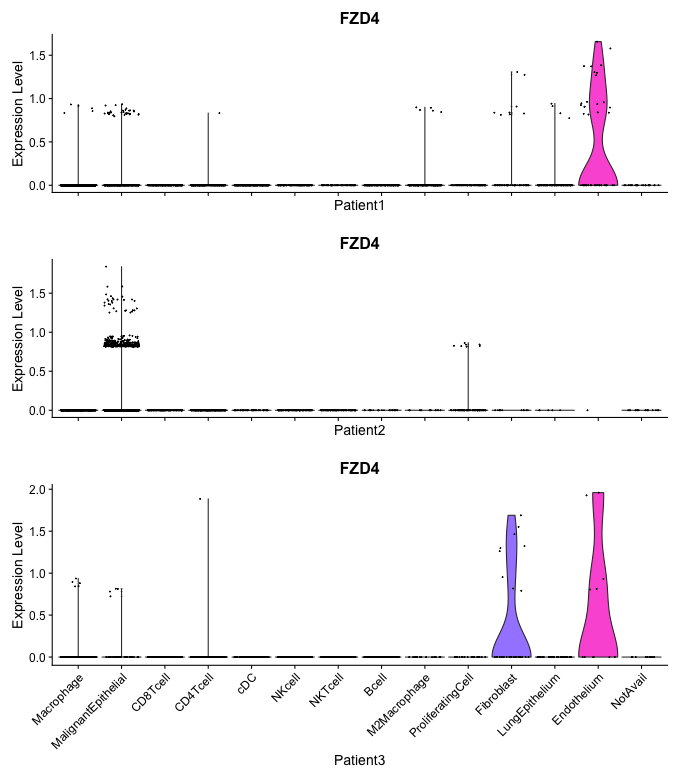 FZD4
Expression Level
1.5
1.0
0.5
0.0
Patient1
FZD4
Expression Level
1.5
1.0
0.5
0.0
Patient2
FZD4
Expression Level
2.0
1.5
1.0
0.5
0.0
Macrophage
MalignantEpithelial
CD8Tcell
CD4Tcell
cDC
NKcell
NKTcell
Bcell
M2Macrophage
ProliferatingCell
Fibroblast
LungEpithelium
Endothelium
NotAvail
Patient3